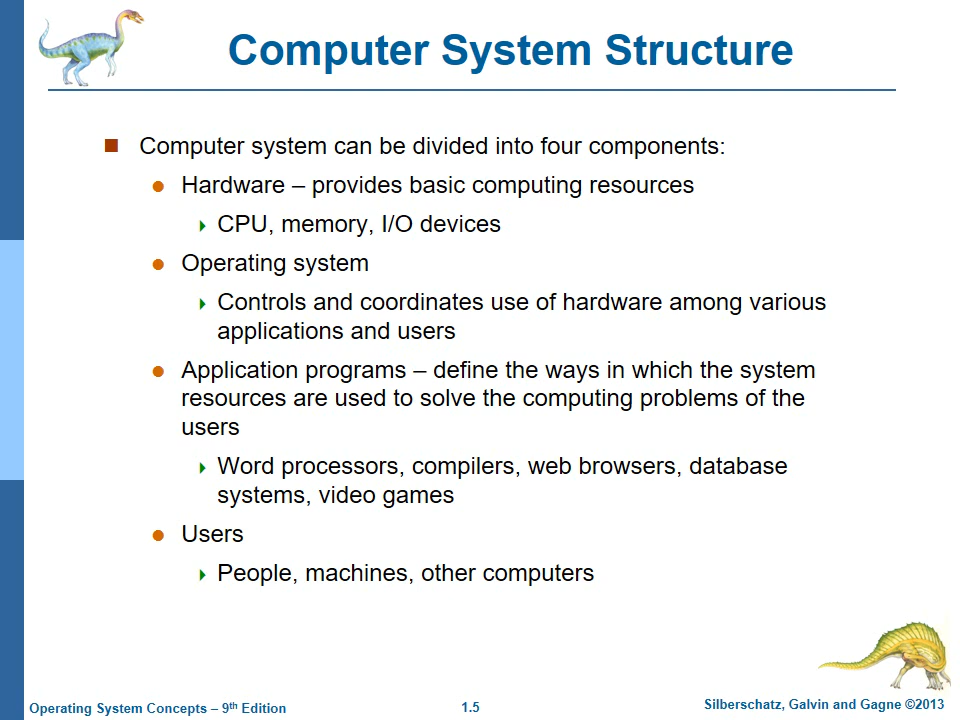 Computer System Structure
Computer system can be divided into four components:
Hardware – provides basic computing resources
CPU, memory, I/O devices
Operating system
Controls and coordinates use of hardware among various
applications and users
Application programs – define the ways in which the system
resources are used to solve the computing problems of the
users
Word processors, compilers, web browsers, database
systems, video games
Users
People, machines, other computers
Operating System Concepts – 9th Edition
1.5
Silberschatz, Galvin and Gagne ©2013